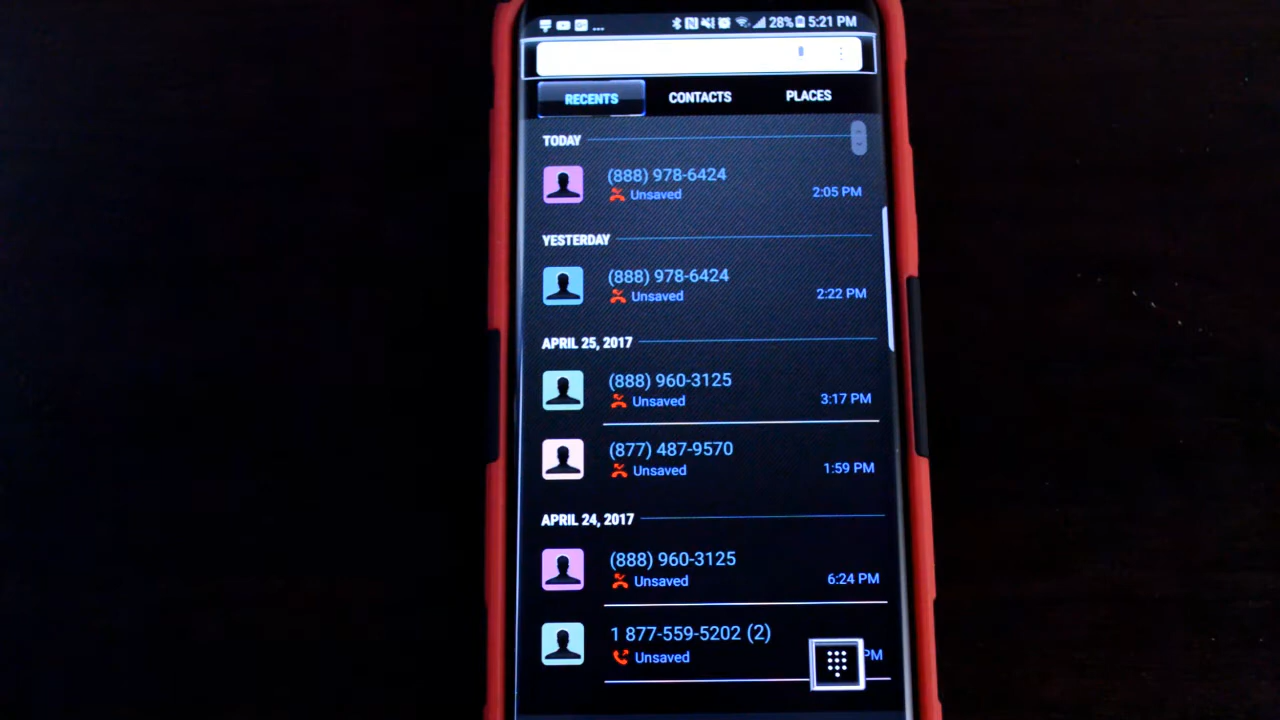 28% 5:21 PM
RECENTS CONTACTS PLACES
TODAY
(888) 978-6424
Unsaved 2:05 PM
YESTERDAY
(888) 978-6424
Unsaved 2:22 PM
APRIL 25, 2017
(888) 960-3125
Unsaved 3:17 PM
(877) 487-9570
Unsaved 1:59 PM
APRIL 24, 2017
(888) 960-3125
Unsaved 6:24 PM
1 877-559-5202 (2)
Unsaved PM